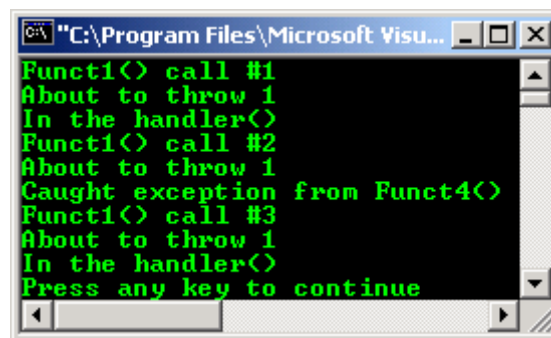 "C:\Program Files\Microsoft Visu...
Funct1() call #1
About to throw 1
In the handler()
Funct1() call #2
About to throw 1
Caught exception from Funct4()
Funct1() call #3
About to throw 1
In the handler()
Press any key to continue